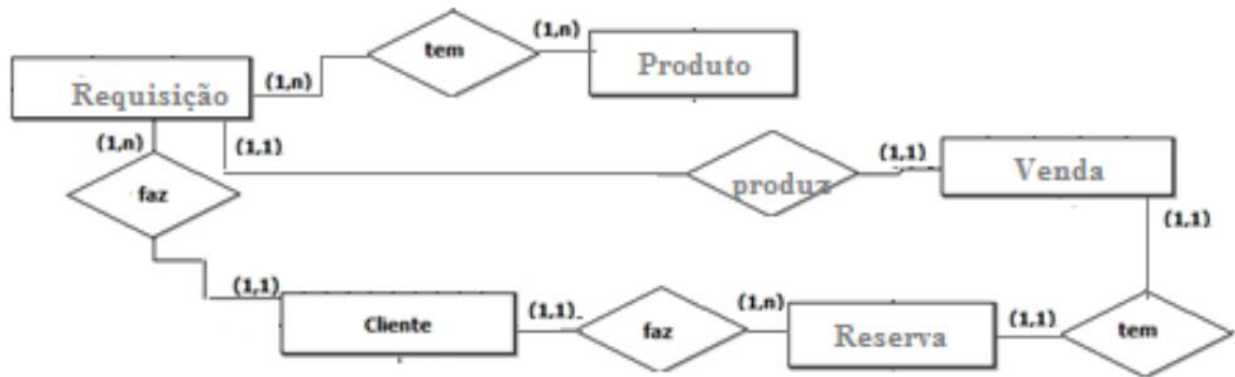 (1,n)
tem
(1,n)
Produto
Requisição
(1,n)
(1,n)
(1,1)
(1,1)
Venda
faz
produz
(1,1)
(1,1)
Cliente
(1,1)
faz
(1,n)
Reserva
(1,1)
tem